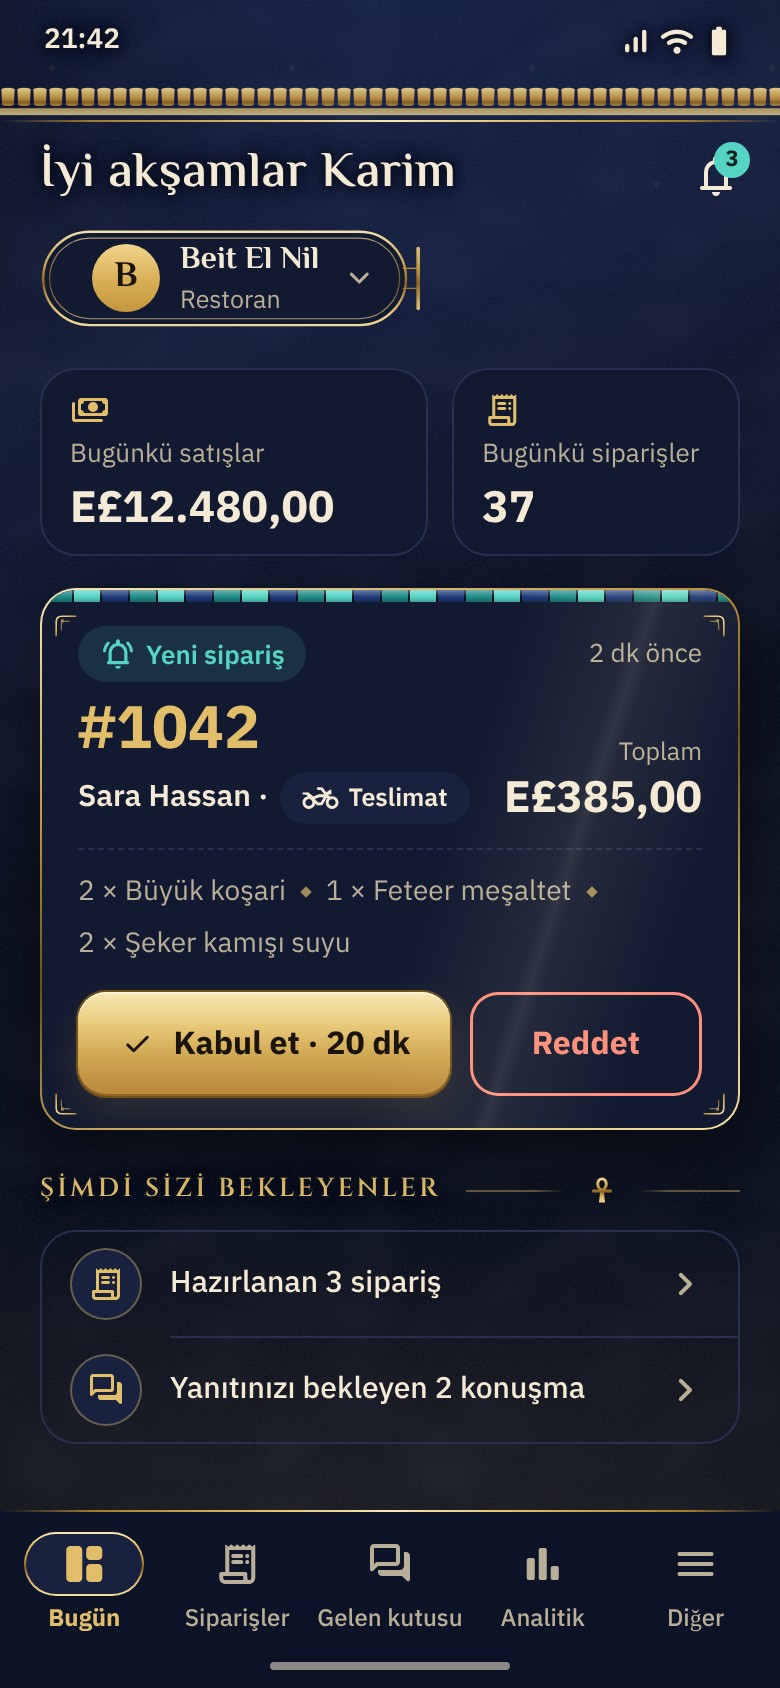 21:42
İyi akşamlar Karim
3
B
Beit El Nil
Restoran
Bugünkü satışlar
E£12.480,00
Bugünkü siparişler
37
Yeni sipariş
2 dk önce
#1042
Toplam
Sara Hassan · Teslimat
E£385,00
2 × Büyük koşari ◆ 1 × Feteer meşaltet ◆
2 × Şeker kamışı suyu
Kabul et · 20 dk
Reddet
ŞİMDİ SİZİ BEKLEYENLER
Hazırlanan 3 sipariş
Yanıtınızı bekleyen 2 konuşma
Bugün
Siparişler
Gelen kutusu
Analitik
Diğer